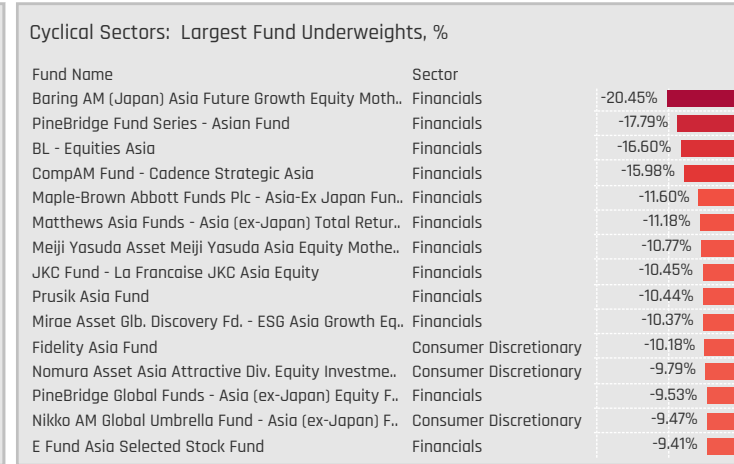 Cyclical Sectors: Largest Fund Underweights, %
Fund Name Sector
Baring AM (Japan) Asia Future Growth Equity Moth.. Financials -20.45%
PineBridge Fund Series - Asian Fund Financials -17.79%
BL - Equities Asia Financials -16.60%
CompAM Fund - Cadence Strategic Asia Financials -15.98%
Maple-Brown Abbott Funds Plc - Asia-Ex Japan Fun.. Financials -11.60%
Matthews Asia Funds - Asia (ex-Japan) Total Retur.. Financials -11.18%
Meiji Yasuda Asset Meiji Yasuda Asia Equity Mothe.. Financials -10.77%
JKC Fund - La Francaise JKC Asia Equity Financials -10.45%
Prusik Asia Fund Financials -10.44%
Mirae Asset Glb. Discovery Fd. - ESG Asia Growth Eq.. Financials -10.37%
Fidelity Asia Fund Consumer Discretionary -10.18%
Nomura Asset Asia Attractive Div. Equity Investme.. Consumer Discretionary -9.79%
PineBridge Global Funds - Asia (ex-Japan) Equity F.. Financials -9.53%
Nikko AM Global Umbrella Fund - Asia (ex-Japan) F.. Consumer Discretionary -9.47%
E Fund Asia Selected Stock Fund Financials -9.41%